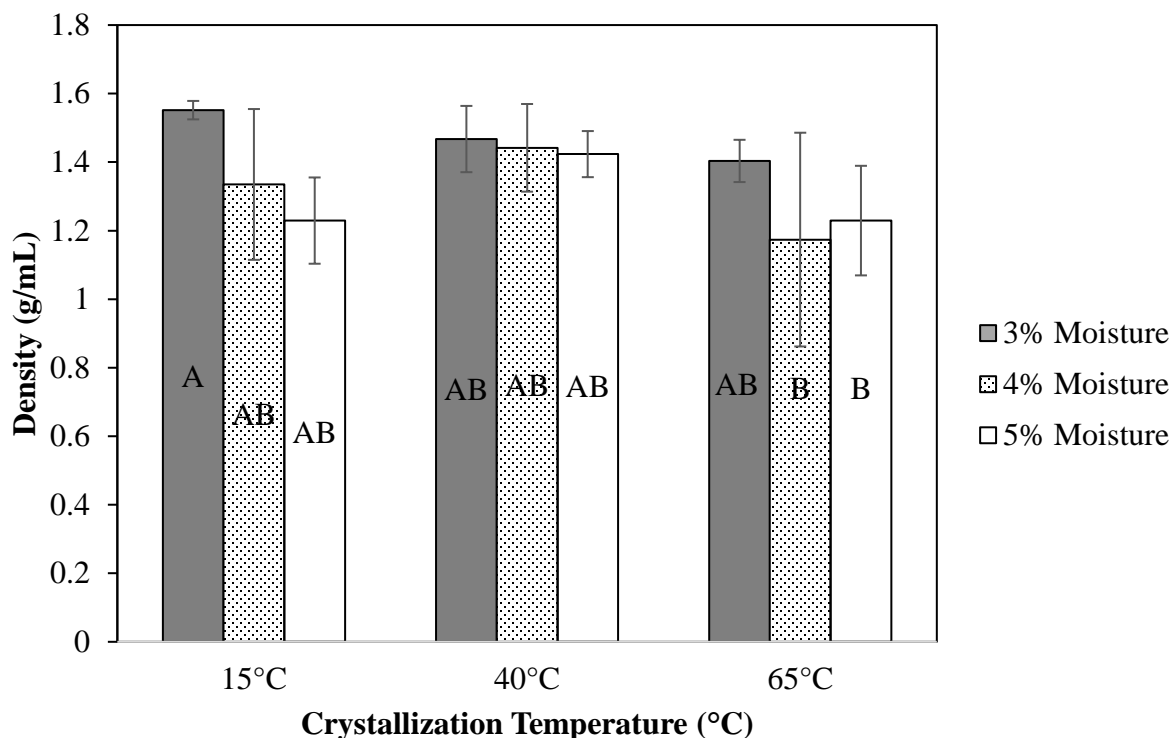 1.8
1.6
1.4
1.2
1
0.8
0.6
0.4
0.2
0
Density (g/mL)
A
AB
AB
AB
AB
AB
AB
B
B
15°C
40°C
65°C
Crystallization Temperature (°C)
3% Moisture
4% Moisture
5% Moisture